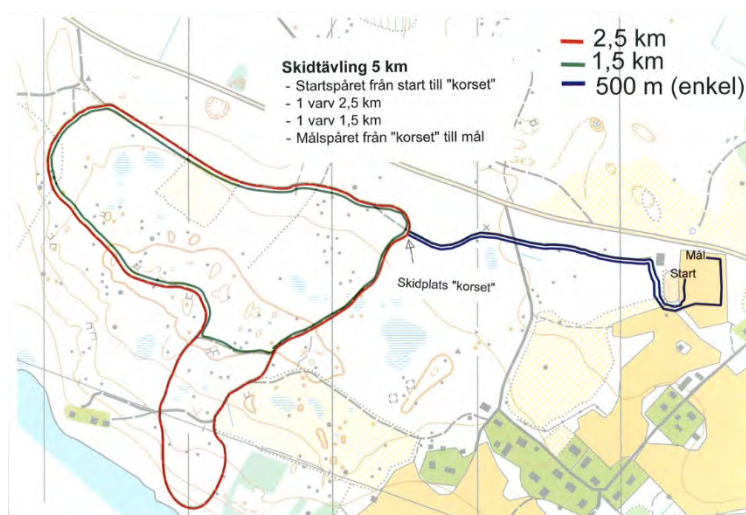 Skidtävling 5 km
- Startspåret från start till "korset"
- 1 varv 2,5 km
- 1 varv 1,5 km
- Målspåret från "korset" till mål
2,5 km
1,5 km
500 m (enkel)
Skidplats "korset"
Mål
Start